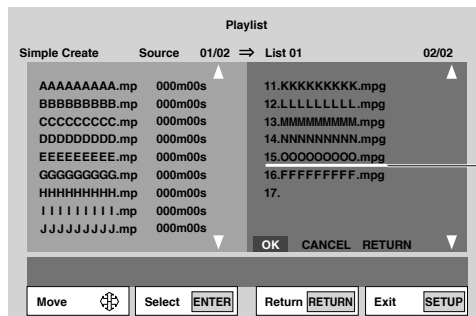 Playlist
Simple Create Source 01/02 ⇒ List 01 02/02
AAAAAAAAA.mp 000m00s
BBBBBBBBB.mp 000m00s
CCCCCCCCC.mp 000m00s
DDDDDDDDD.mp 000m00s
EEEEEEEEE.mp 000m00s
GGGGGGGGG.mp 000m00s
HHHHHHHHH.mp 000m00s
IIIIIIIII.mp 000m00s
JJJJJJJJJ.mp 000m00s
11.KKKKKKKKK.mpg
12.LLLLLLLLL.mpg
13.MMMMMMMMM.mpg
14.NNNNNNNNN.mpg
15.OOOOOOOOO.mpg
16.FFFFFFFFF.mpg
17.
OK CANCEL RETURN
Move Select ENTER Return RETURN Exit SETUP